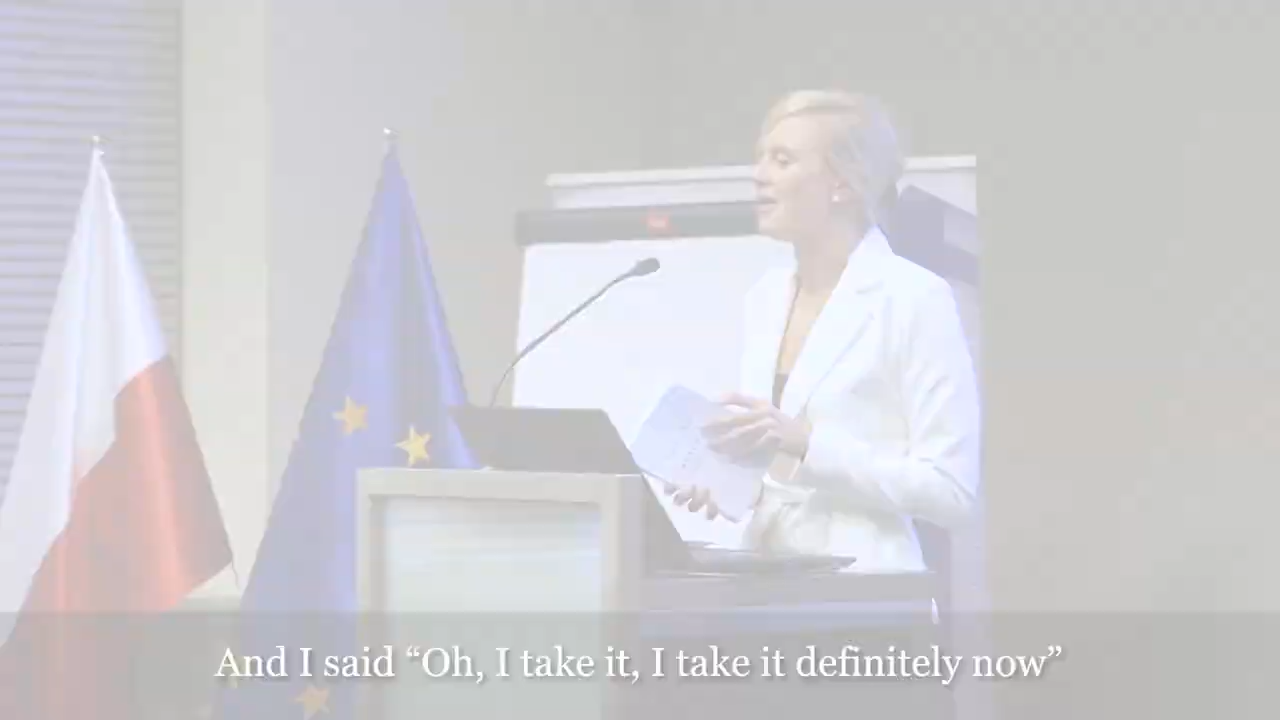 And I said “Oh, I take it, I take it definitely now”